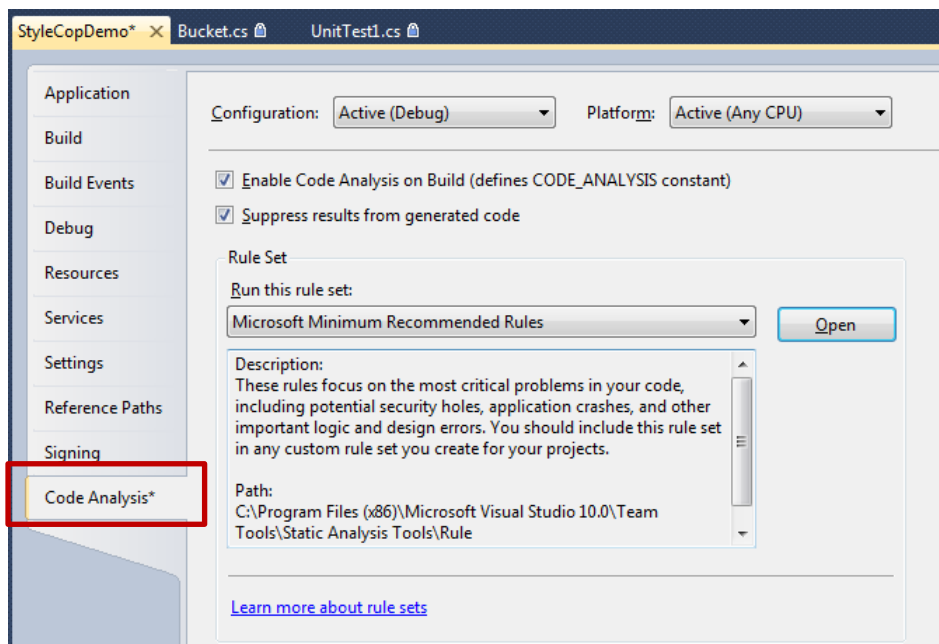 StyleCopDemo* Bucket.cs UnitTest1.cs
Application
Build
Build Events
Debug
Resources
Services
Settings
Reference Paths
Signing
Code Analysis*
Configuration: Active (Debug) Platform: Active (Any CPU)
Enable Code Analysis on Build (defines CODE_ANALYSIS constant)
Suppress results from generated code
Rule Set
Run this rule set:
Microsoft Minimum Recommended Rules Open
Description:
These rules focus on the most critical problems in your code,
including potential security holes, application crashes, and other
important logic and design errors. You should include this rule set
in any custom rule set you create for your projects.
Path:
C:\Program Files (x86)\Microsoft Visual Studio 10.0\Team
Tools\Static Analysis Tools\Rule
Learn more about rule sets